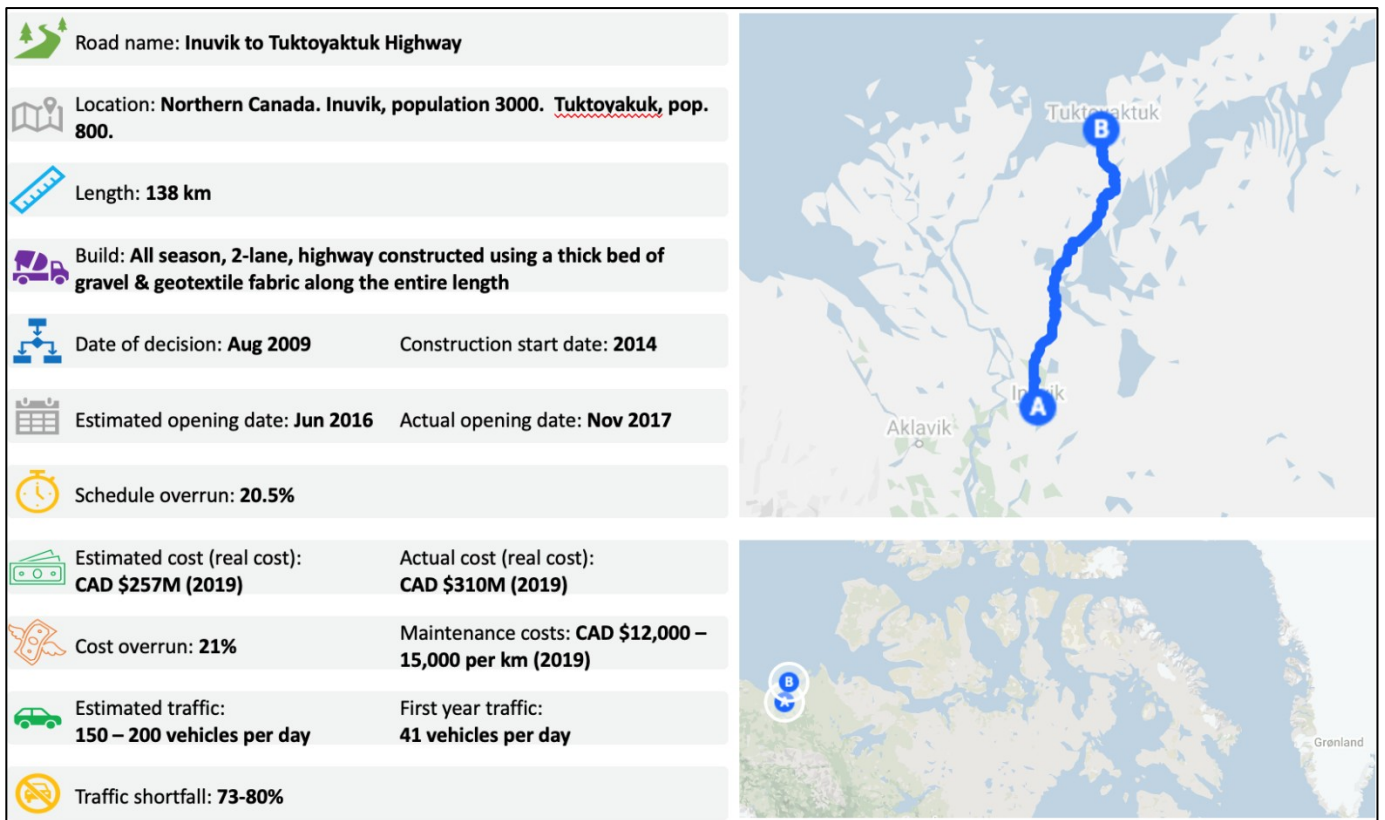 Road name: Inuvik to Tuktoyaktuk Highway
Location: Northern Canada. Inuvik, population 3000. Tuktoyakuk, pop.
800.
Length: 138 km
Build: All season, 2-lane, highway constructed using a thick bed of
gravel & geotextile fabric along the entire length
Date of decision: Aug 2009 Construction start date: 2014
Estimated opening date: Jun 2016 Actual opening date: Nov 2017
Schedule overrun: 20.5%
Estimated cost (real cost):
CAD $257M (2019)
Actual cost (real cost):
CAD $310M (2019)
Cost overrun: 21%
Maintenance costs: CAD $12,000 –
15,000 per km (2019)
Estimated traffic:
150 – 200 vehicles per day
First year traffic:
41 vehicles per day
Traffic shortfall: 73-80%
Tuktoyaktuk
B
Inuvik
A
Aklavik
B
A
Grønland